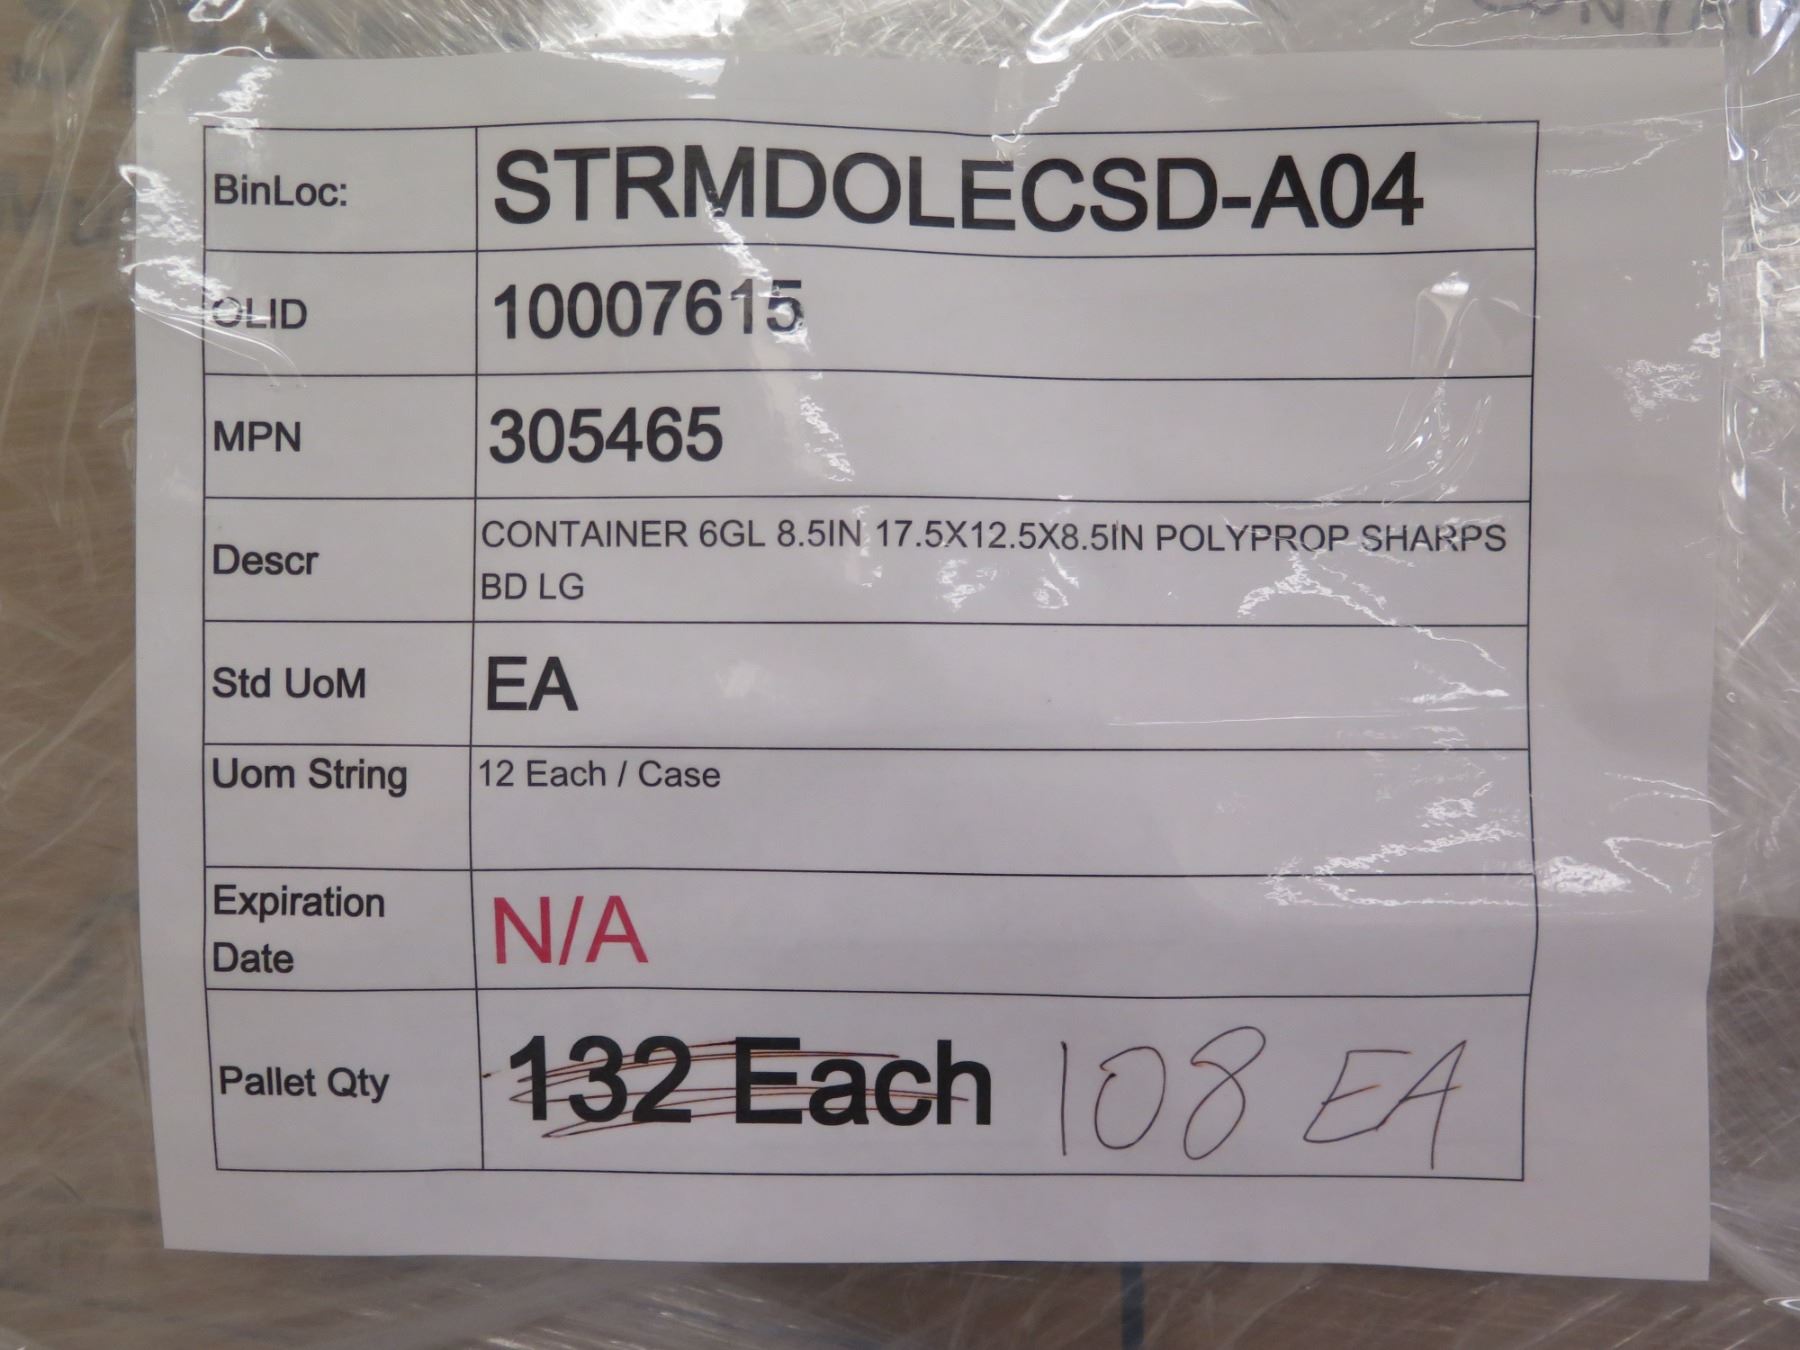 BinLoc: STRMDOLECSD-A04
OLID 10007615
MPN 305465
Descr CONTAINER 6GL 8.5IN 17.5X12.5X8.5IN POLYPROP SHARPS
BD LG
Std UoM EA
Uom String 12 Each / Case
Expiration
Date N/A
Pallet Qty 132 Each 108 EA